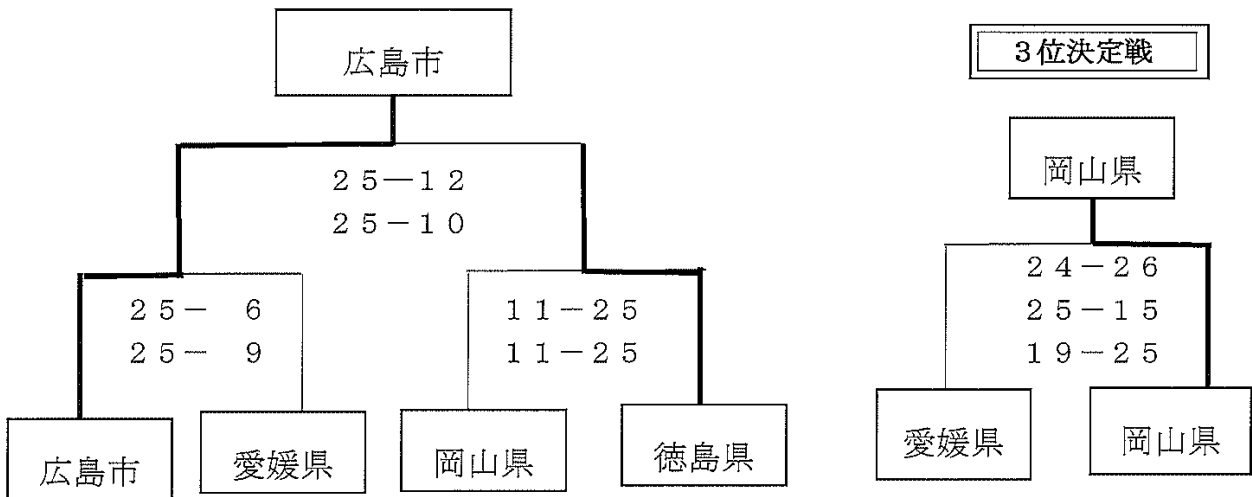 広島市
３位決定戦
岡山県
２５－１２
２５－１０
２５－　６
２５－　９
１１－２５
１１－２５
２４－２６
２５－１５
１９－２５
広島市
愛媛県
岡山県
徳島県
愛媛県
岡山県